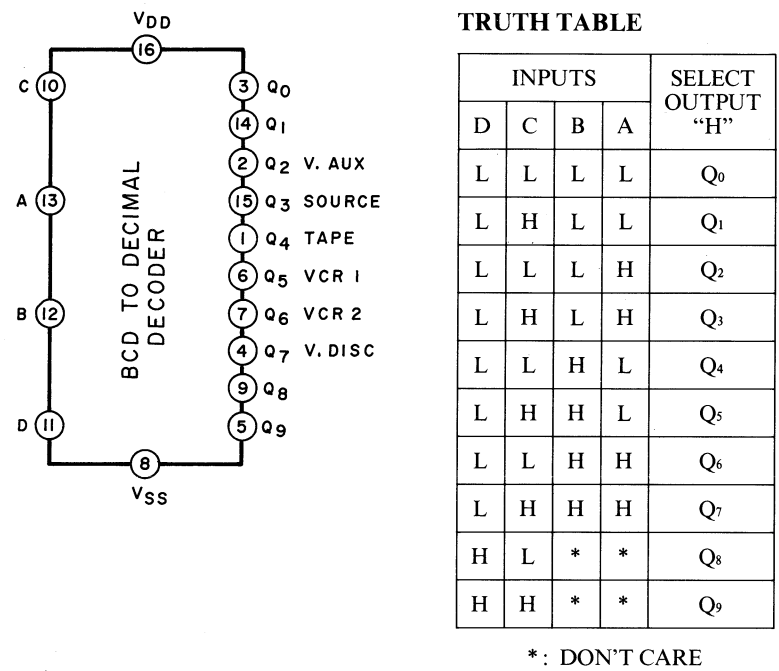 VDD
16
C 10 3 Q0
14 Q1
2 Q2 V. AUX
A 13 15 Q3 SOURCE
1 Q4 TAPE
6 Q5 VCR 1
B 12 7 Q6 VCR 2
4 Q7 V. DISC
9 Q8
D 11 5 Q9
8
VSS
BCD TO DECIMAL
DECODER
TRUTH TABLE
INPUTS SELECT
OUTPUT
D C B A "H"
L L L L Q0
L H L L Q1
L L L H Q2
L H L H Q3
L L H L Q4
L H H L Q5
L L H H Q6
L H H H Q7
H L * * Q8
H H * * Q9
*: DON'T CARE